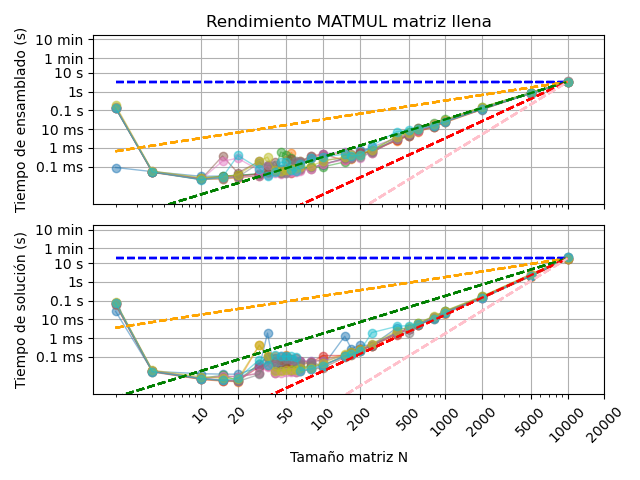 Rendimiento MATMUL matriz llena
Tiempo de ensamblado (s)
10 min
1 min
10 s
1s
0.1 s
10 ms
1 ms
0.1 ms
Tiempo de solución (s)
10 min
1 min
10 s
1s
0.1 s
10 ms
1 ms
0.1 ms
10
20
50
100
200
500
1000
2000
5000
10000
20000
Tamaño matriz N